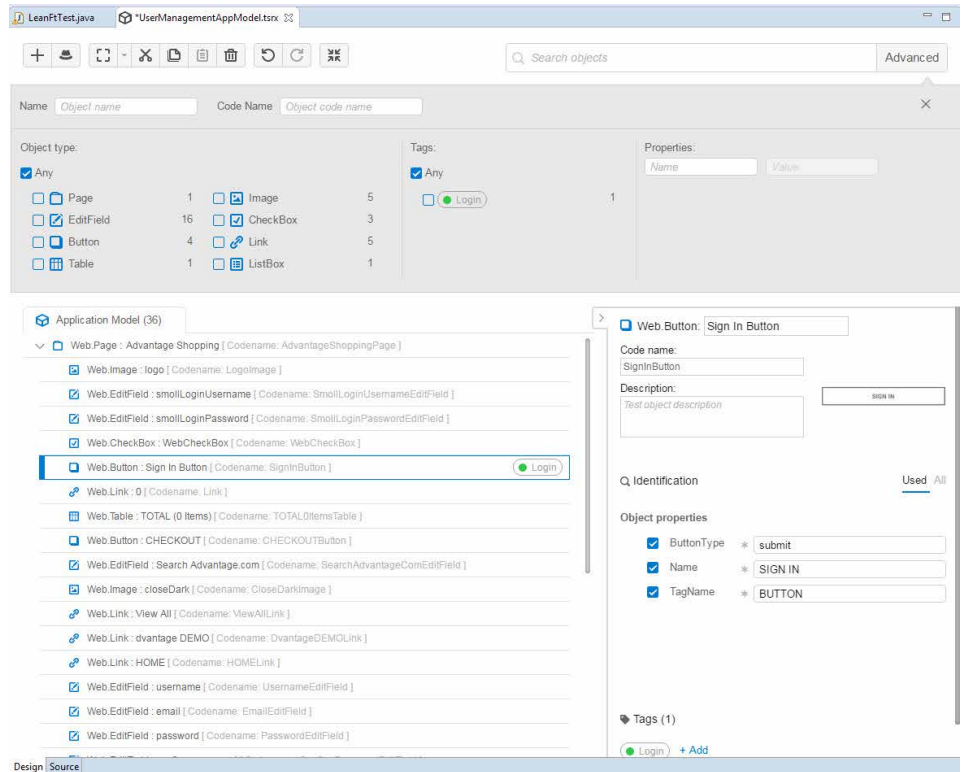 LeanFtTest.java *UserManagementAppModel.tsrx
Search objects Advanced
Name Object name Code Name Object code name
Object type: Tags: Properties:
Any Any Name Value
Page 1 Image 5 Login 1
EditField 16 CheckBox 3
Button 4 Link 5
Table 1 ListBox 1
Application Model (36)
Web.Page : Advantage Shopping [ Codename: AdvantageShoppingPage ]
Web.Image : logo [ Codename: LogoImage ]
Web.EditField : smollLoginUsername [ Codename: SmollLoginUsernameEditField ]
Web.EditField : smollLoginPassword [ Codename: SmollLoginPasswordEditField ]
Web.CheckBox : WebCheckBox [ Codename: WebCheckBox ]
Web.Button : Sign In Button [ Codename: SignInButton ] Login
Web.Link : 0 [ Codename: Link ]
Web.Table : TOTAL (0 Items) [ Codename: TOTAL0ItemsTable ]
Web.Button : CHECKOUT [ Codename: CHECKOUTButton ]
Web.EditField : Search Advantage.com [ Codename: SearchAdvantageComEditField ]
Web.Image : closeDark [ Codename: CloseDarkImage ]
Web.Link : View All [ Codename: ViewAllLink ]
Web.Link : dvantage DEMO [ Codename: DvantageDEMOLink ]
Web.Link : HOME [ Codename: HOMELink ]
Web.EditField : username [ Codename: UsernameEditField ]
Web.EditField : email [ Codename: EmailEditField ]
Web.EditField : password [ Codename: PasswordEditField ]
Web.Button: Sign In Button
Code name:
SignInButton
Description:
Test object description
SIGN IN
Identification Used All
Object properties
ButtonType * submit
Name * SIGN IN
TagName * BUTTON
Tags (1)
Login + Add
Design Source